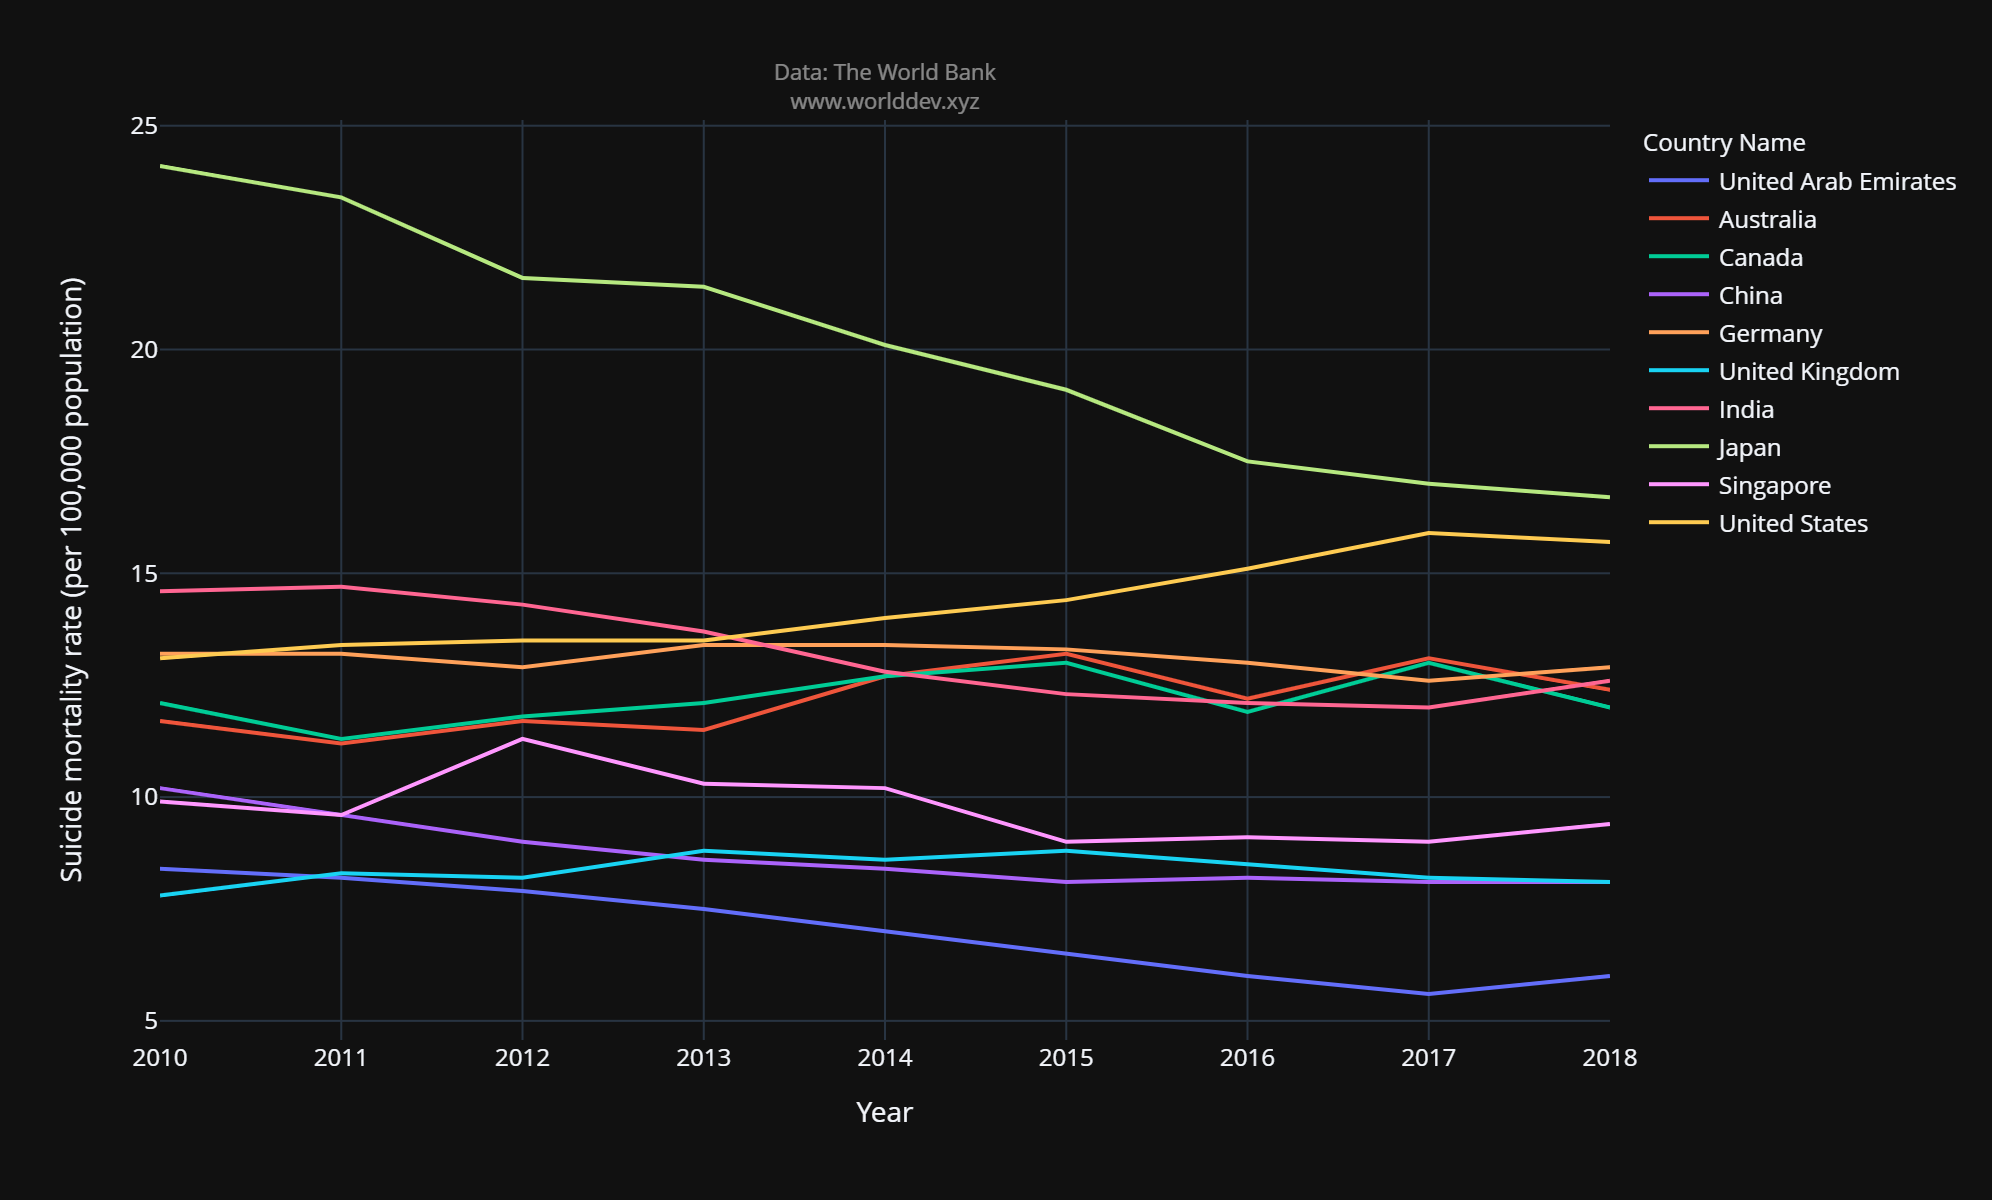 Data: The World Bank
www.worlddev.xyz
25
20
15
10
5
Suicide mortality rate (per 100,000 population)
2010 2011 2012 2013 2014 2015 2016 2017 2018
Year
Country Name
United Arab Emirates
Australia
Canada
China
Germany
United Kingdom
India
Japan
Singapore
United States